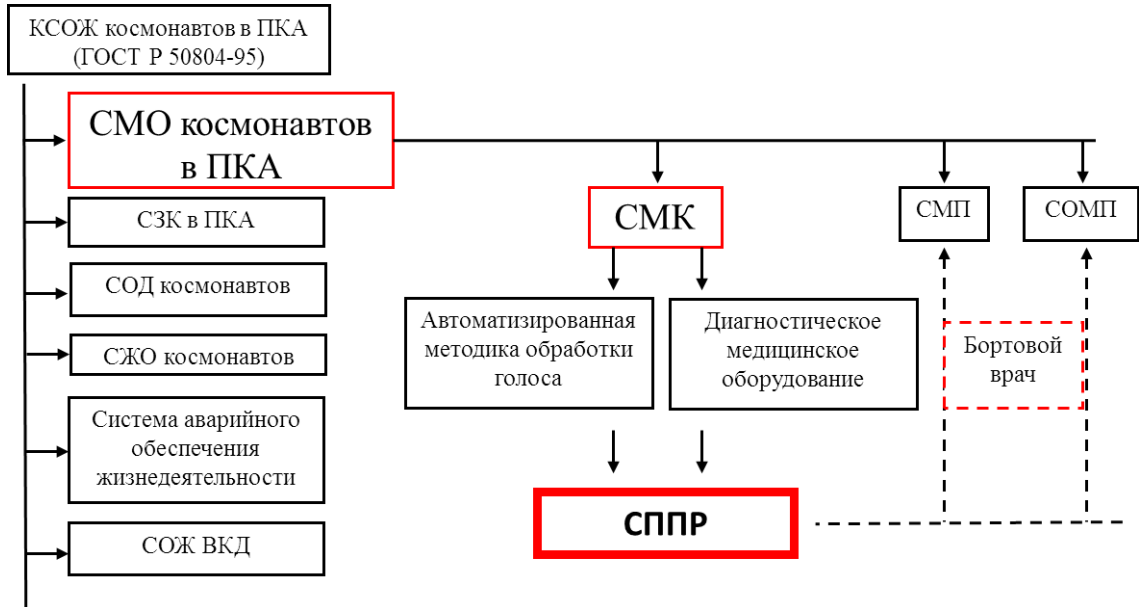 КСОЖ космонавтов в ПКА
(ГОСТ Р 50804-95)
СМО космонавтов
в ПКА
СЗК в ПКА
СОД космонавтов
СЖО космонавтов
Система аварийного
обеспечения
жизнедеятельности
СОЖ ВКД
СМК
СМП
СОМП
Автоматизированная
методика обработки
голоса
Диагностическое
медицинское
оборудование
Бортовой
врач
СППР